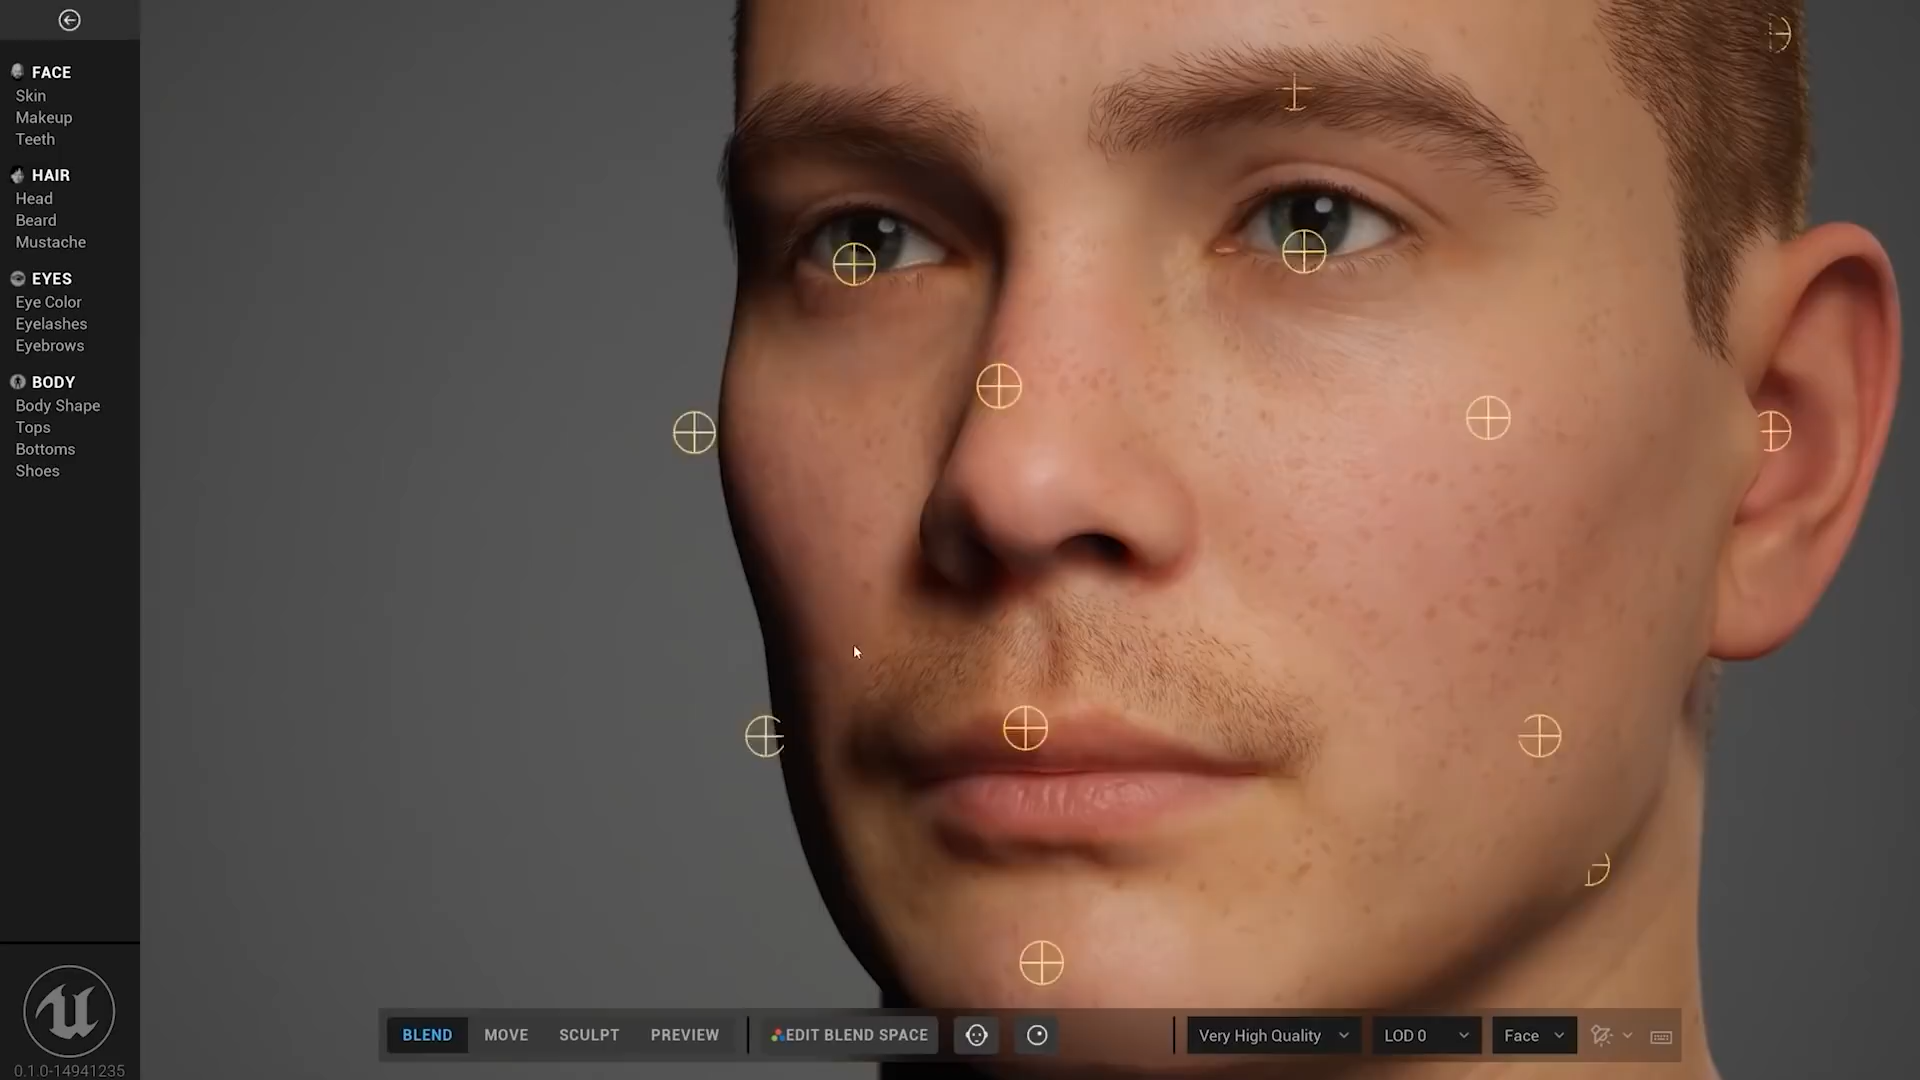 FACE
Skin
Makeup
Teeth
HAIR
Head
Beard
Mustache
EYES
Eye Color
Eyelashes
Eyebrows
BODY
Body Shape
Tops
Bottoms
Shoes
BLEND MOVE SCULPT PREVIEW EDIT BLEND SPACE Very High Quality LOD 0 Face
0.1.0-14941235